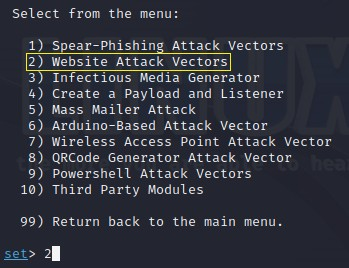 Select from the menu:
1) Spear-Phishing Attack Vectors
2) Website Attack Vectors
3) Infectious Media Generator
4) Create a Payload and Listener
5) Mass Mailer Attack
6) Arduino-Based Attack Vector
7) Wireless Access Point Attack Vector
8) QRCode Generator Attack Vector
9) Powershell Attack Vectors
10) Third Party Modules
99) Return back to the main menu.
set> 2